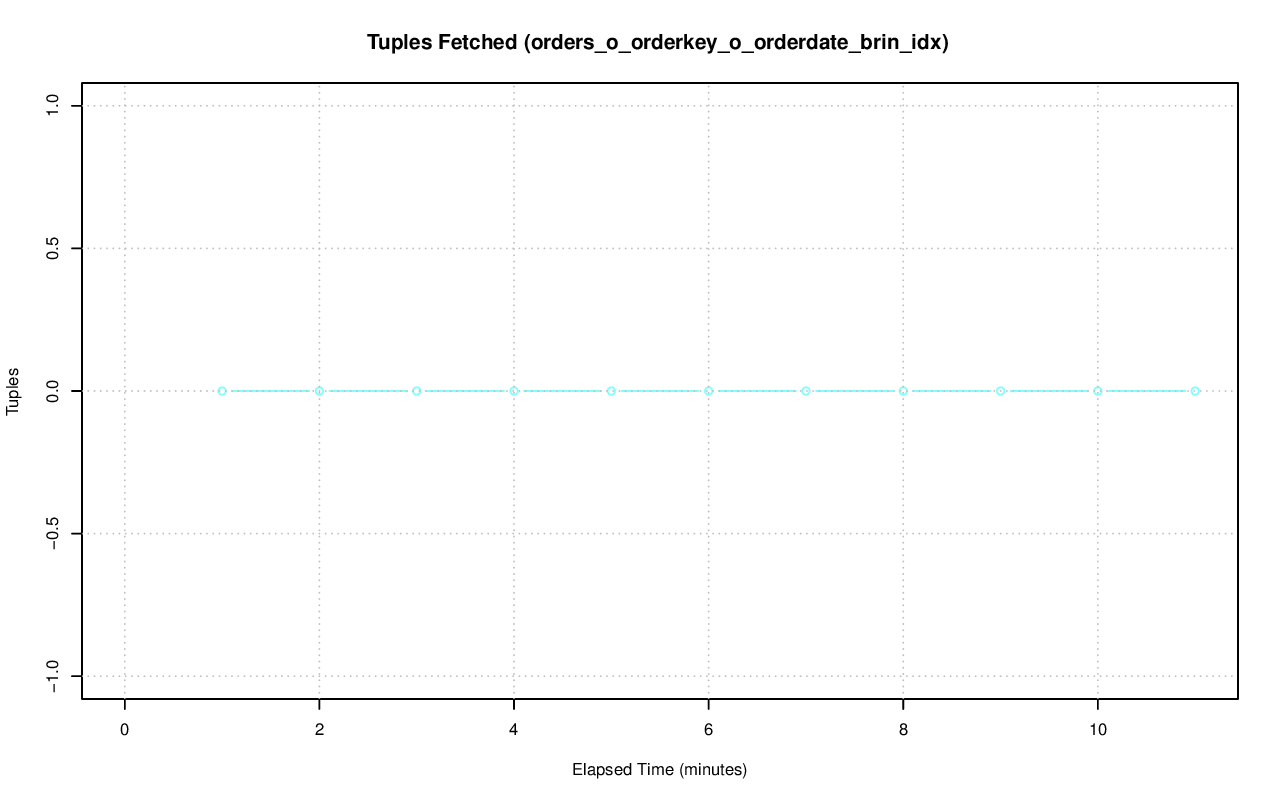 Tuples Fetched (orders_o_orderkey_o_orderdate_brin_idx)
1.0
0.5
0.0
−0.5
−1.0
Tuples
0 2 4 6 8 10
Elapsed Time (minutes)